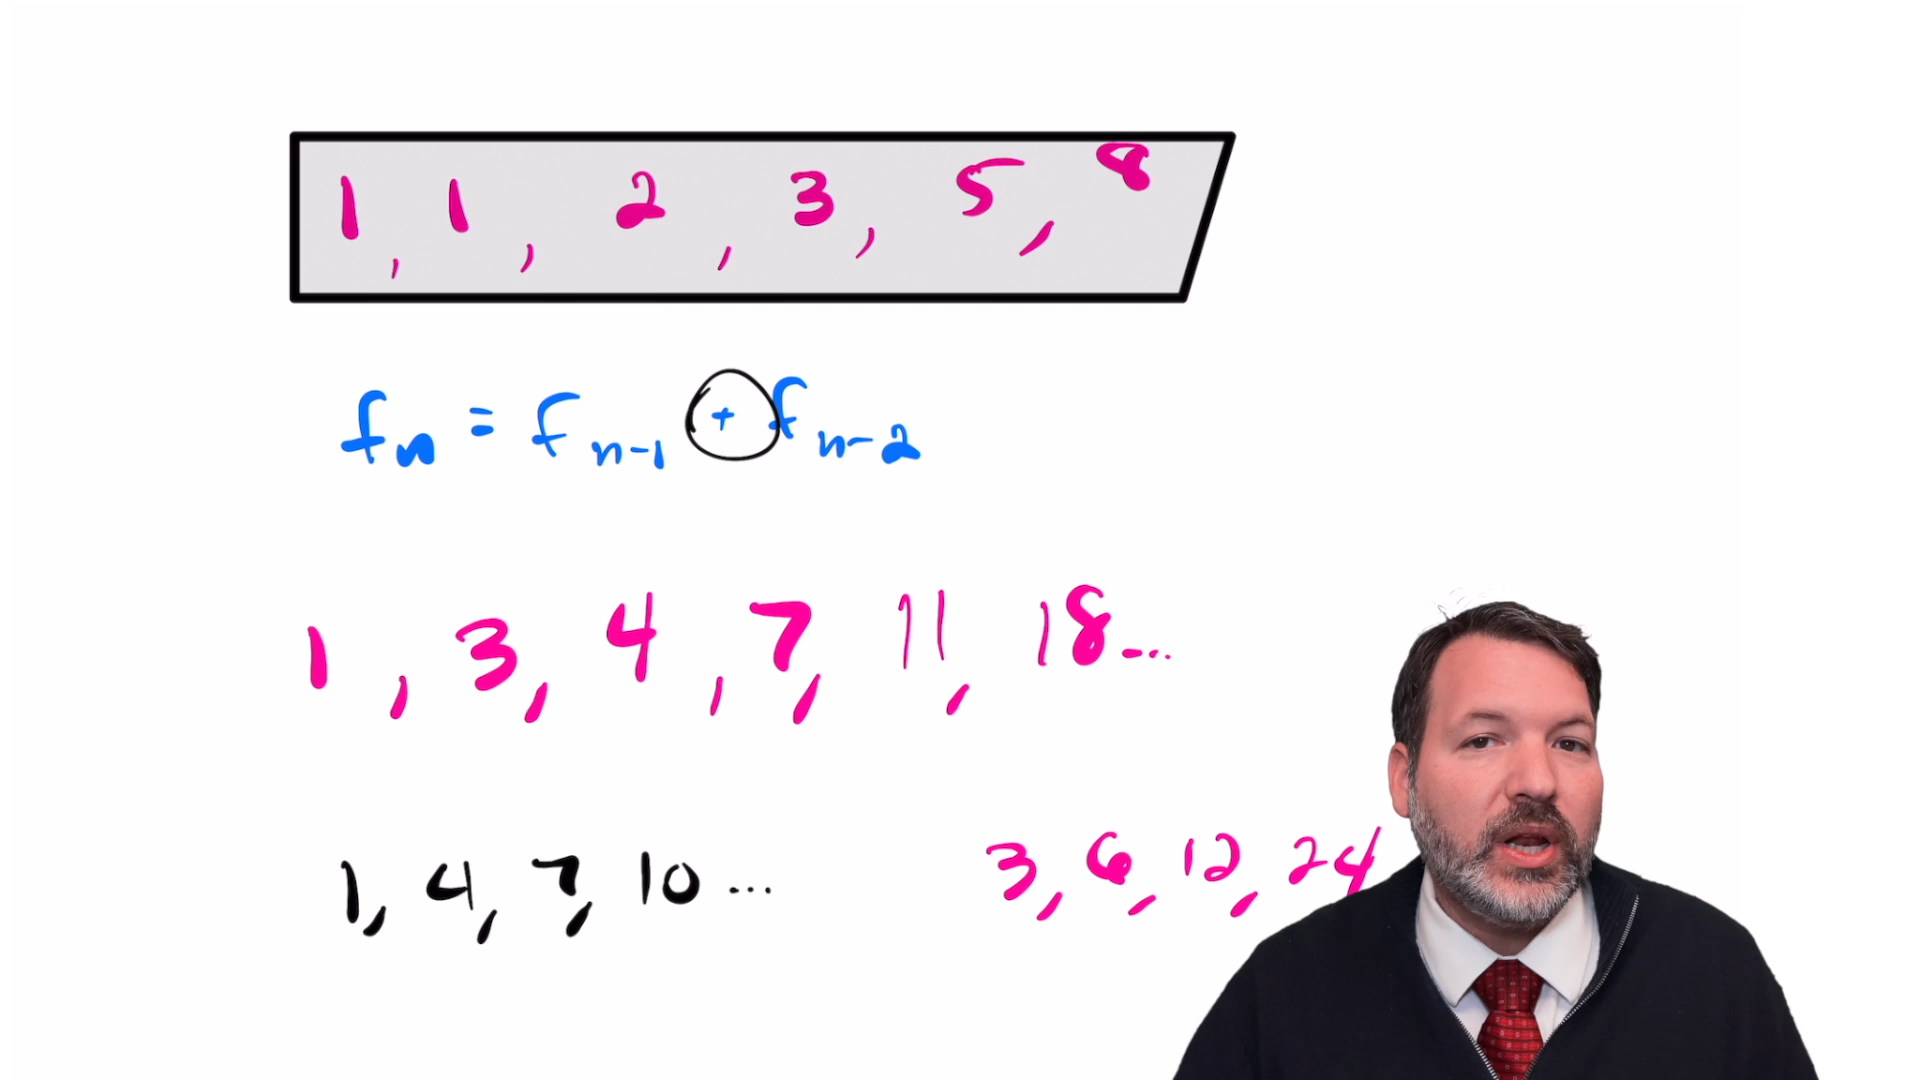 1, 1, 2, 3, 5, 8
fn = fn-1 + fn-2
1, 3, 4, 7, 11, 18...
1, 4, 7, 10... 3, 6, 12, 24